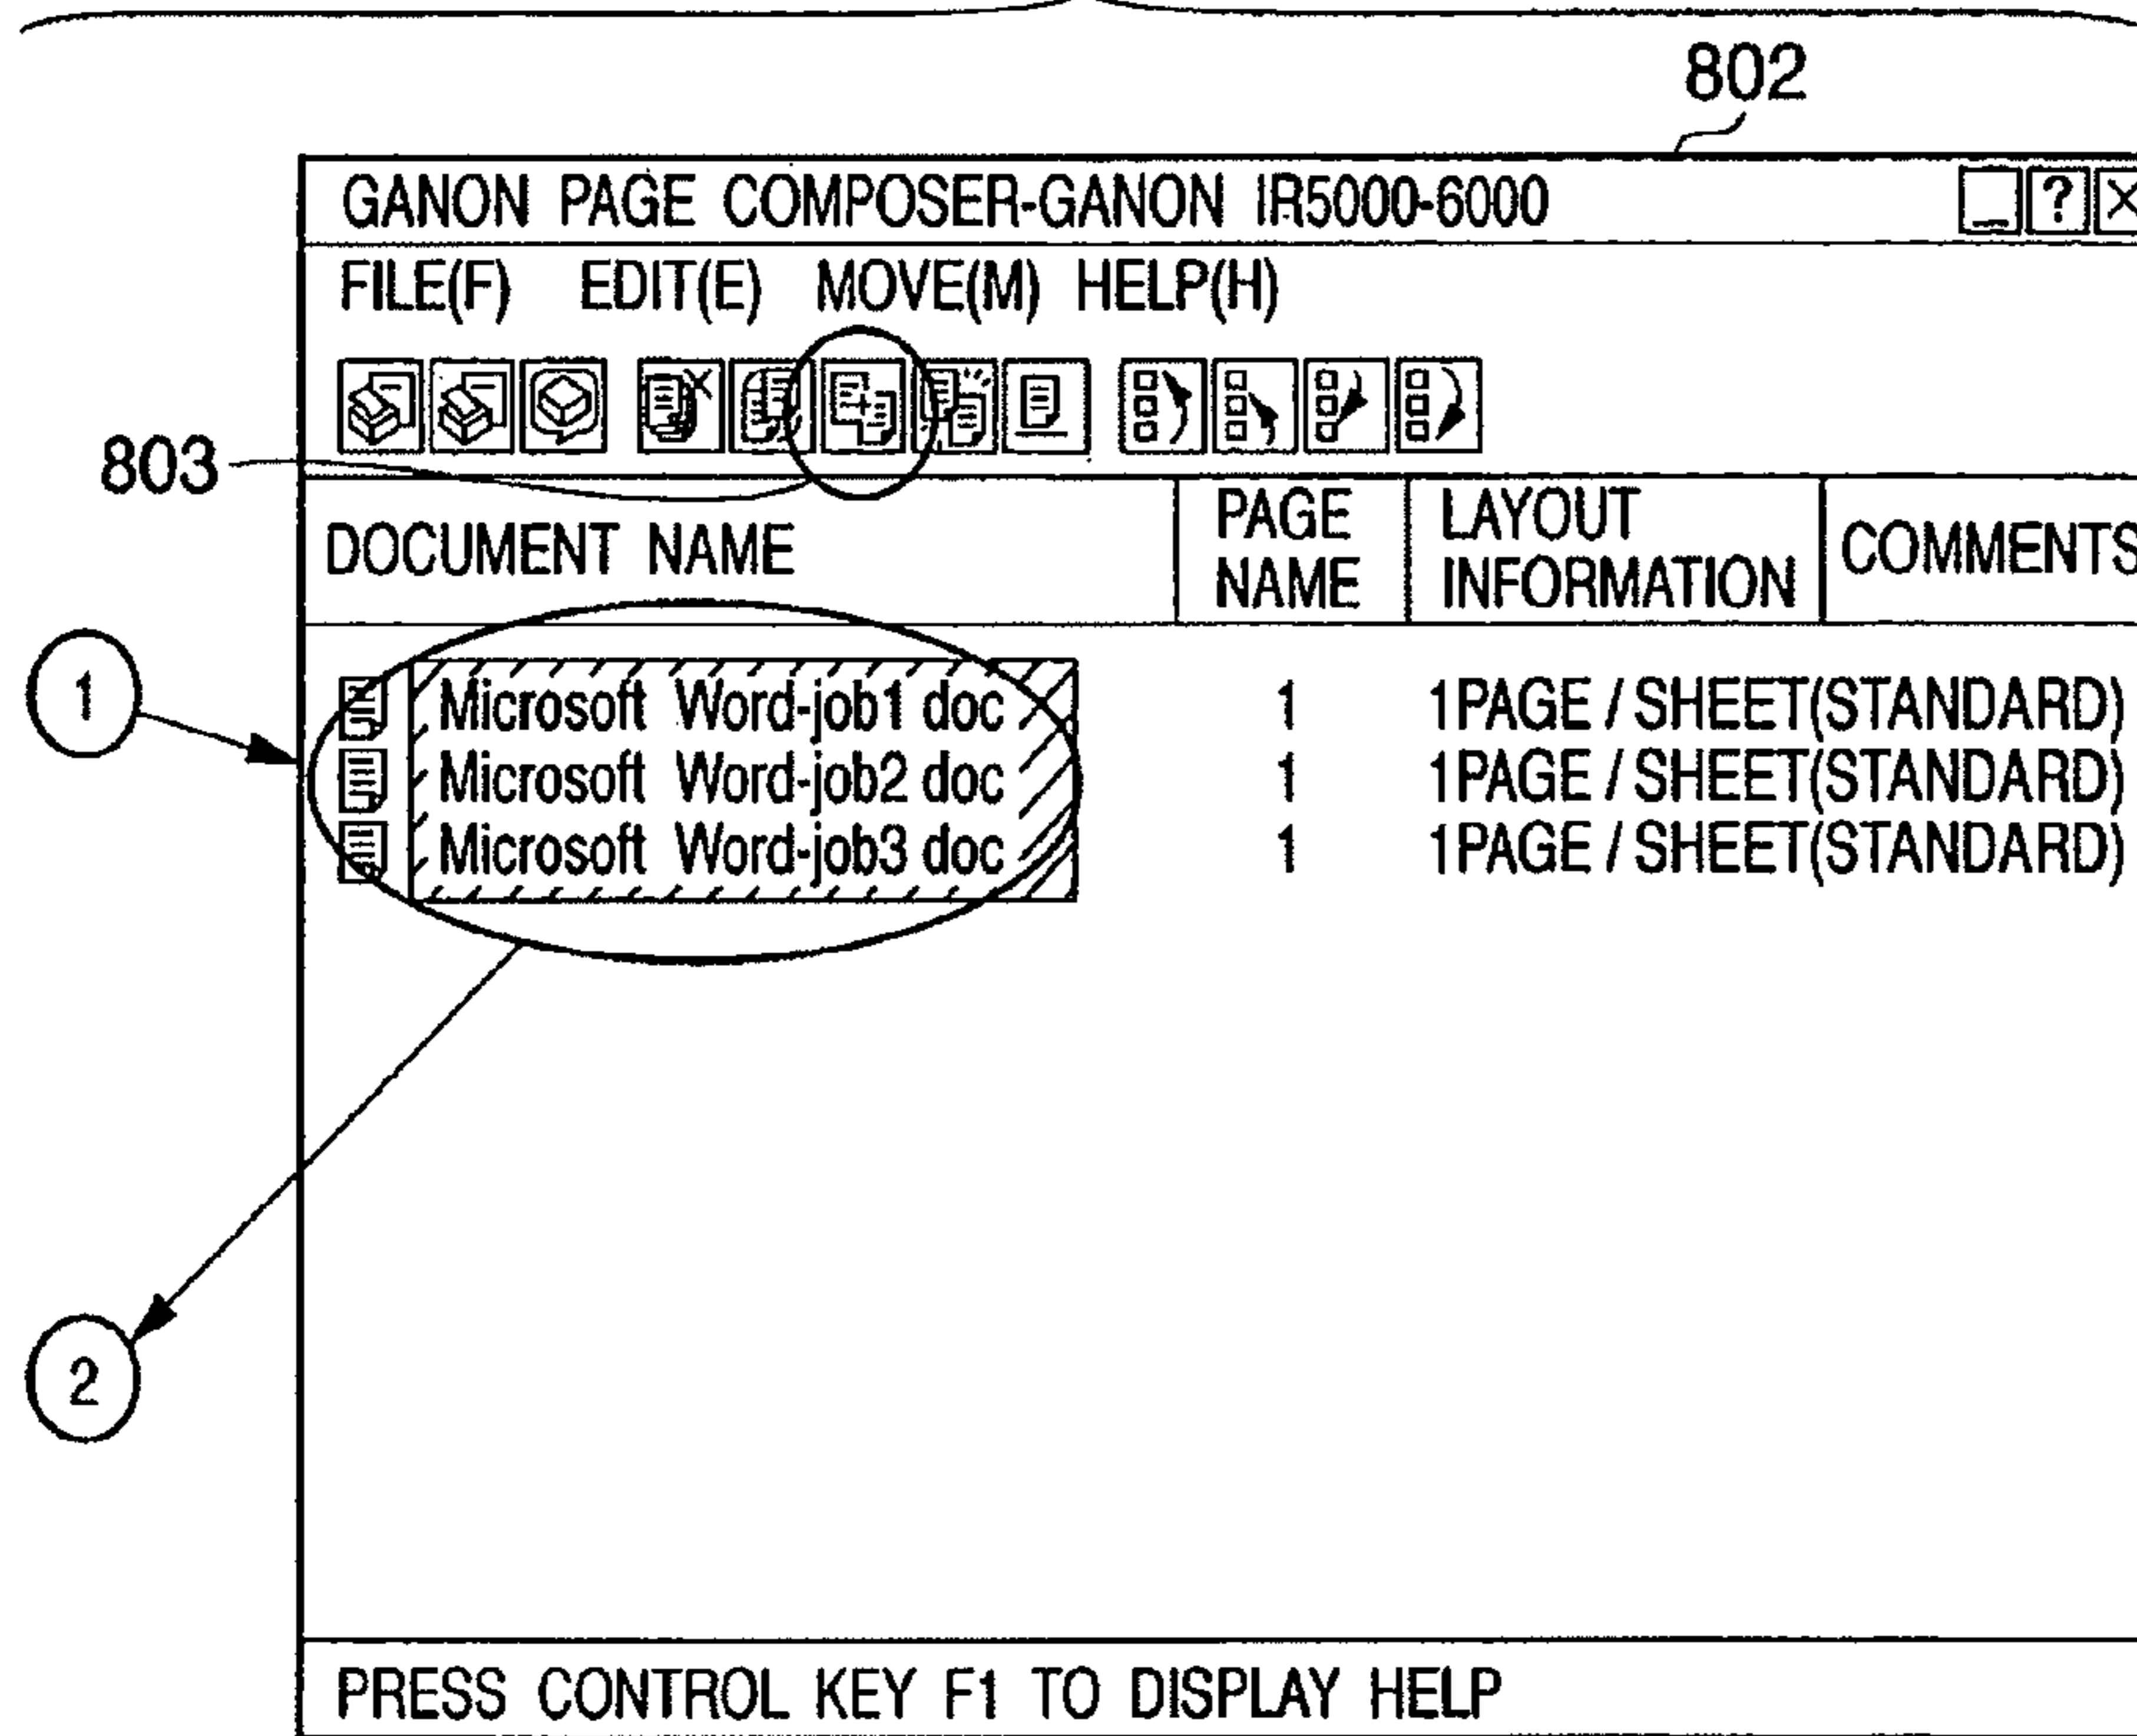 802
GANON PAGE COMPOSER-GANON IR5000-6000
FILE(F) EDIT(E) MOVE(M) HELP(H)
803
DOCUMENT NAME
PAGE NAME
LAYOUT INFORMATION
COMMENTS
1
Microsoft Word-job1 doc 1 1PAGE / SHEET(STANDARD)
Microsoft Word-job2 doc 1 1PAGE / SHEET(STANDARD)
Microsoft Word-job3 doc 1 1PAGE / SHEET(STANDARD)
2
PRESS CONTROL KEY F1 TO DISPLAY HELP